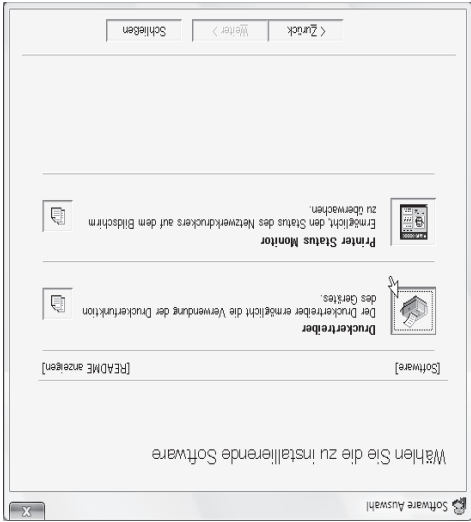 Software Auswahl
Wählen Sie die zu installierende Software
[Software] [README anzeigen]
Druckertreiber
Der Druckertreiber ermöglicht die Verwendung der Druckerfunktion
des Gerätes.
Printer Status Monitor
Ermöglicht, den Status des Netzwerkdruckers auf dem Bildschirm
zu überwachen.
< Zurück Weiter > Schließen